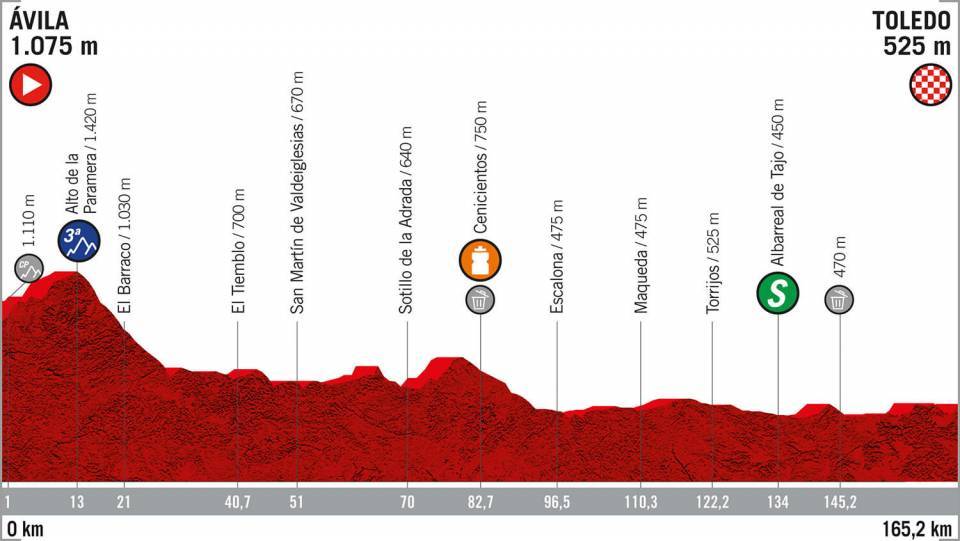 ÁVILA
1.075 m
TOLEDO
525 m
CP
1.110 m
3ª
Alto de la
Paramera / 1.420 m
El Barraco / 1.030 m
El Tiemblo / 700 m
San Martín de Valdeiglesias / 670 m
Sotillo de la Adrada / 640 m
Cenicientos / 750 m
Escalona / 475 m
Maqueda / 475 m
Torrijos / 525 m
Albarreal de Tajo / 450 m
S
470 m
1 13 21 40,7 51 70 82,7 96,5 110,3 122,2 134 145,2
0 km 165,2 km